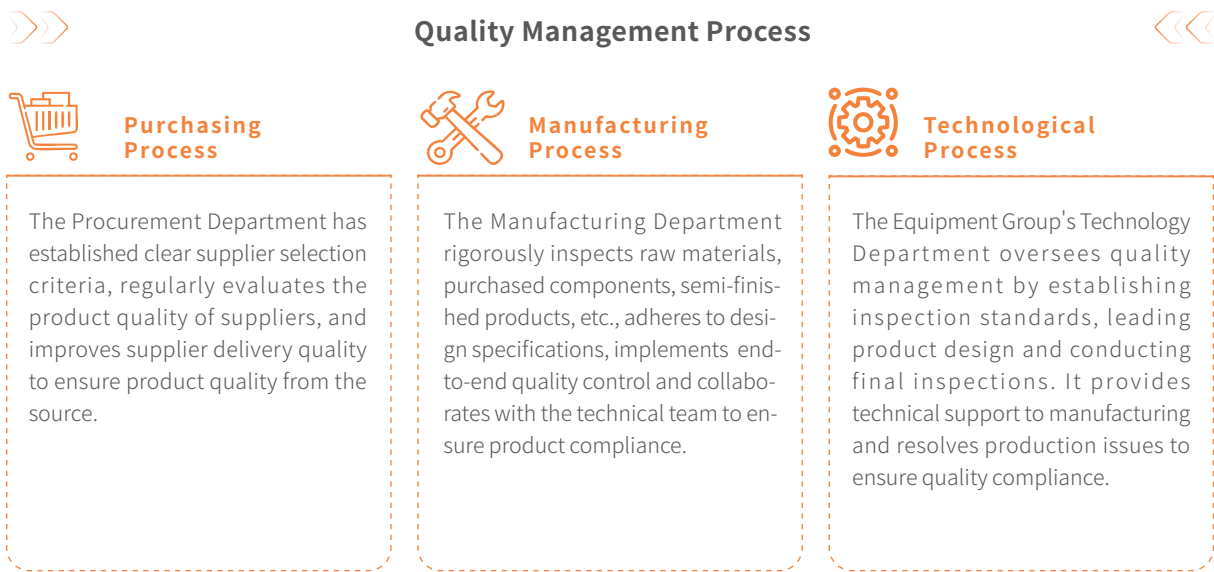 Quality Management Process
Purchasing
Process
The Procurement Department has
established clear supplier selection
criteria, regularly evaluates the
product quality of suppliers, and
improves supplier delivery quality
to ensure product quality from the
source.
Manufacturing
Process
The Manufacturing Department
rigorously inspects raw materials,
purchased components, semi-finis-
hed products, etc., adheres to desi-
gn specifications, implements end-
to-end quality control and collabo-
rates with the technical team to en-
sure product compliance.
Technological
Process
The Equipment Group's Technology
Department oversees quality
management by establishing
inspection standards, leading
product design and conducting
final inspections. It provides
technical support to manufacturing
and resolves production issues to
ensure quality compliance.